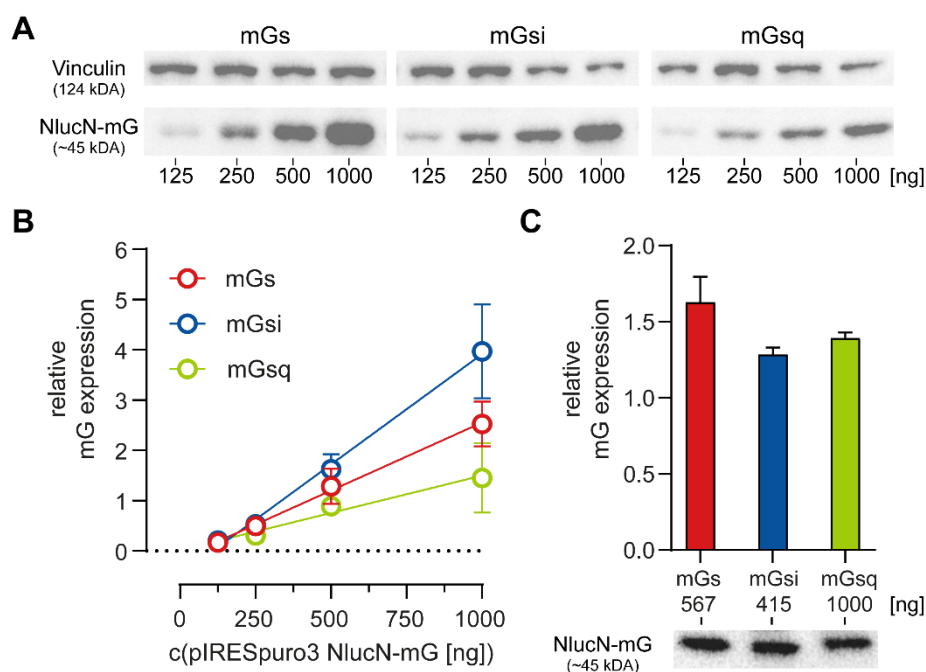 A
mGs mGsi mGsq
Vinculin
(124 kDA)
NlucN-mG
(~45 kDA)
125 250 500 1000 125 250 500 1000 125 250 500 1000 [ng]
B
relative
mG expression
6
5
4
3
2
1
0
mGs
mGsi
mGsq
0 250 500 1000
c(pIRESpuro3 NlucN-mG [ng])
C
relative
mG expression
2.0
1.5
1.0
0.5
0.0
mGs mGsi mGsq
567 415 1000 [ng]
NlucN-mG
(~45 kDA)